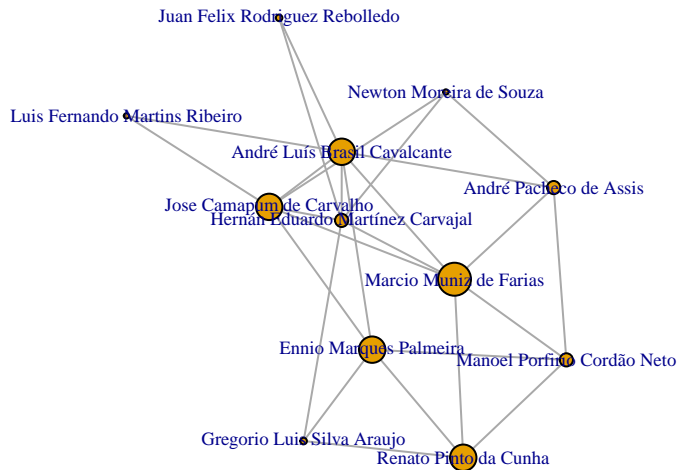 Juan Felix Rodriguez Rebolledo
Newton Moreira de Souza
Luis Fernando Martins Ribeiro
André Luís Brasil Cavalcante
André Pacheco de Assis
Jose Camapum de Carvalho
Hernán Eduardo Martínez Carvajal
Marcio Muniz de Farias
Ennio Marques Palmeira
Manoel Porfirio Cordão Neto
Gregorio Luis Silva Araujo
Renato Pinto da Cunha